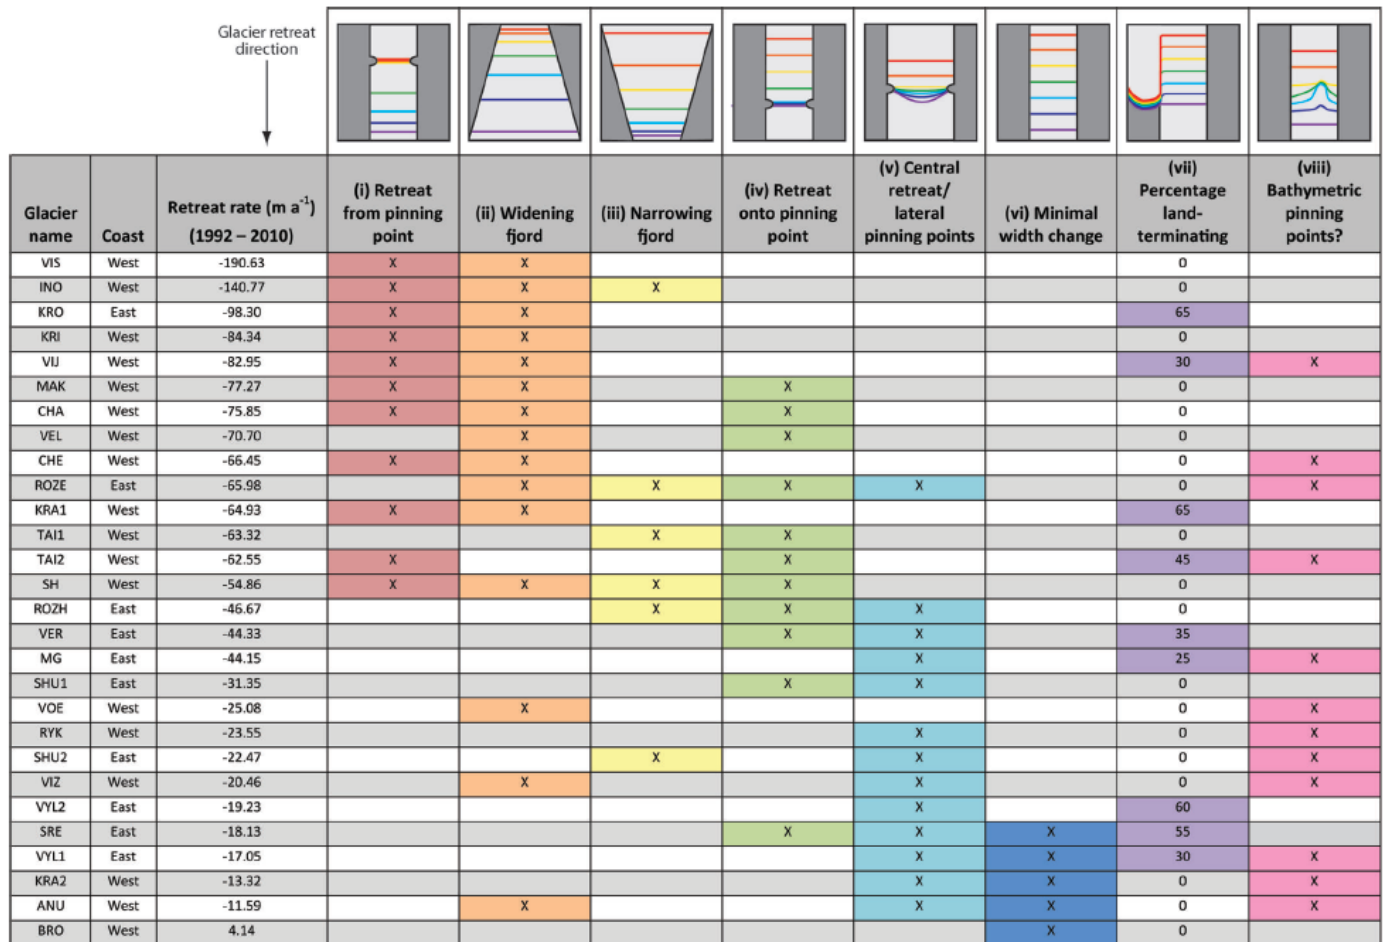 Glacier retreat
direction
Glacier name | Coast | Retreat rate (m a⁻¹) (1992 – 2010) | (i) Retreat from pinning point | (ii) Widening fjord | (iii) Narrowing fjord | (iv) Retreat onto pinning point | (v) Central retreat/ lateral pinning points | (vi) Minimal width change | (vii) Percentage land-terminating | (viii) Bathymetric pinning points?
VIS West -190.63 X X 0
INO West -140.77 X X X 0
KRO East -98.30 X X 65
KRI West -84.34 X X 0
VIJ West -82.95 X X 30 X
MAK West -77.27 X X X 0
CHA West -75.85 X X X 0
VEL West -70.70 X X 0
CHE West -66.45 X X 0 X
ROZE East -65.98 X X X X 0 X
KRA1 West -64.93 X X 65
TAI1 West -63.32 X X 0
TAI2 West -62.55 X X 45 X
SH West -54.86 X X X X 0
ROZH East -46.67 X X X 0
VER East -44.33 X X 35
MG East -44.15 X 25 X
SHU1 East -31.35 X X 0
VOE West -25.08 X 0 X
RYK West -23.55 X 0 X
SHU2 East -22.47 X X 0 X
VIZ West -20.46 X X 0 X
VYL2 East -19.23 X 60
SRE East -18.13 X X X 55
VYL1 East -17.05 X X 30 X
KRA2 West -13.32 X X 0 X
ANU West -11.59 X X X 0 X
BRO West 4.14 X 0